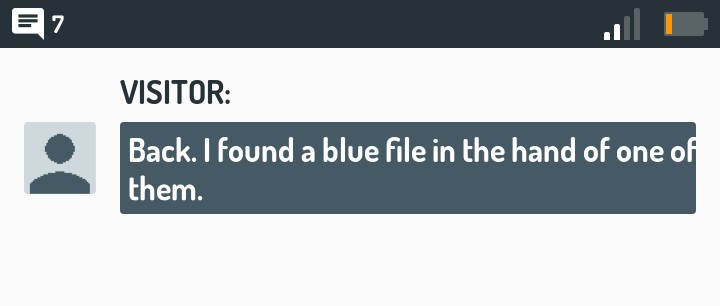 7
VISITOR:
Back. I found a blue file in the hand of one of
them.